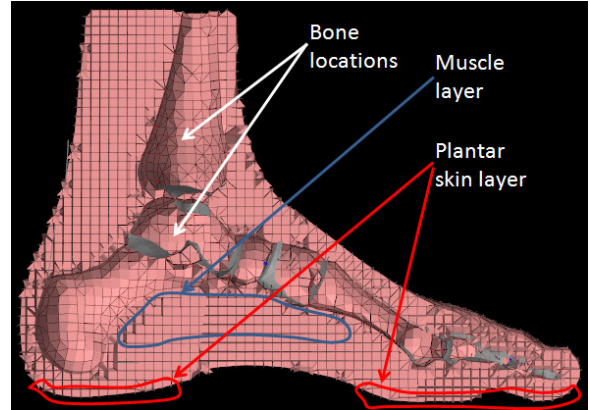 Bone
locations
Muscle
layer
Plantar
skin layer